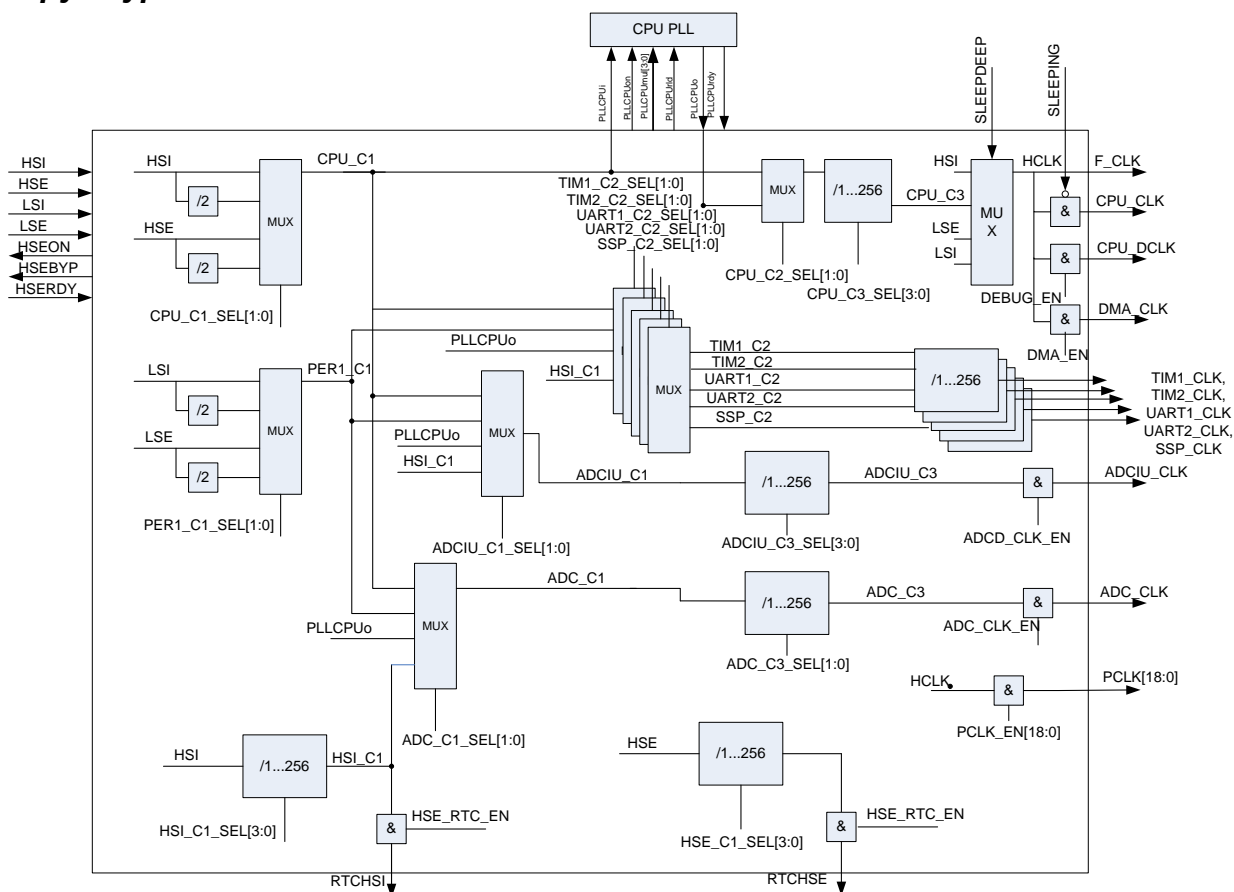 CPU PLL
PLLCPUi
PLLCPUon
PLLCPUmul[3:0]
PLLCPUrld
PLLCPUo
PLLCPUrdy
SLEEPDEEP
SLEEPING
HSI
HSE
LSI
LSE
HSEON
HSEBYP
HSERDY
HSI
/2
HSE
/2
MUX
CPU_C1
CPU_C1_SEL[1:0]
TIM1_C2_SEL[1:0]
TIM2_C2_SEL[1:0]
UART1_C2_SEL[1:0]
UART2_C2_SEL[1:0]
SSP_C2_SEL[1:0]
MUX
CPU_C2_SEL[1:0]
/1...256
CPU_C3_SEL[3:0]
HSI
CPU_C3
LSE
LSI
MU
X
HCLK
F_CLK
&
CPU_CLK
&
CPU_DCLK
DEBUG_EN
&
DMA_CLK
DMA_EN
LSI
/2
LSE
/2
MUX
PER1_C1
PER1_C1_SEL[1:0]
PLLCPUo
HSI_C1
MUX
TIM1_C2
TIM2_C2
UART1_C2
UART2_C2
SSP_C2
/1...256
TIM1_CLK,
TIM2_CLK,
UART1_CLK
UART2_CLK,
SSP_CLK
PLLCPUo
HSI_C1
MUX
ADCIU_C1
ADCIU_C1_SEL[1:0]
/1...256
ADCIU_C3
ADCIU_C3_SEL[3:0]
&
ADCIU_CLK
ADCD_CLK_EN
PLLCPUo
MUX
ADC_C1
ADC_C1_SEL[1:0]
/1...256
ADC_C3
ADC_C3_SEL[1:0]
&
ADC_CLK
ADC_CLK_EN
HCLK
&
PCLK[18:0]
PCLK_EN[18:0]
HSI
/1...256
HSI_C1
HSI_C1_SEL[3:0]
&
HSE_RTC_EN
RTCHSI
HSE
/1...256
HSE_C1_SEL[3:0]
&
HSE_RTC_EN
RTCHSE